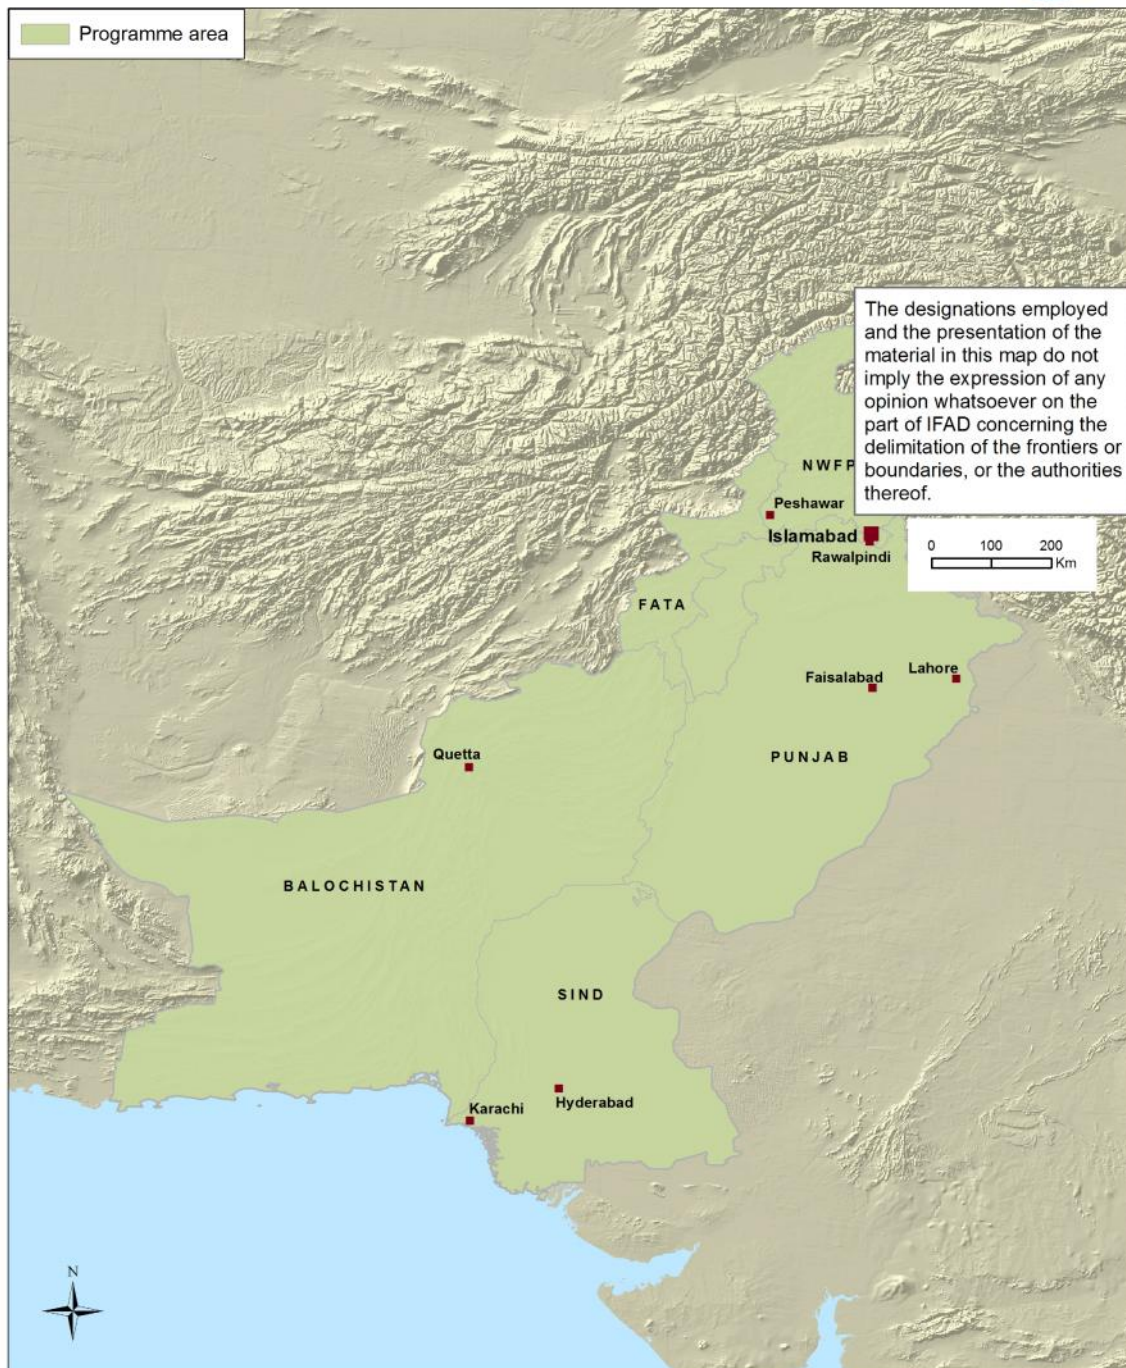 Programme area
The designations employed
and the presentation of the
material in this map do not
imply the expression of any
opinion whatsoever on the
part of IFAD concerning the
delimitation of the frontiers or
boundaries, or the authorities
thereof.
NWFP
Peshawar
Islamabad
Rawalpindi
0 100 200
Km
FATA
Faisalabad
Lahore
Quetta
PUNJAB
BALOCHISTAN
SIND
Karachi
Hyderabad
N